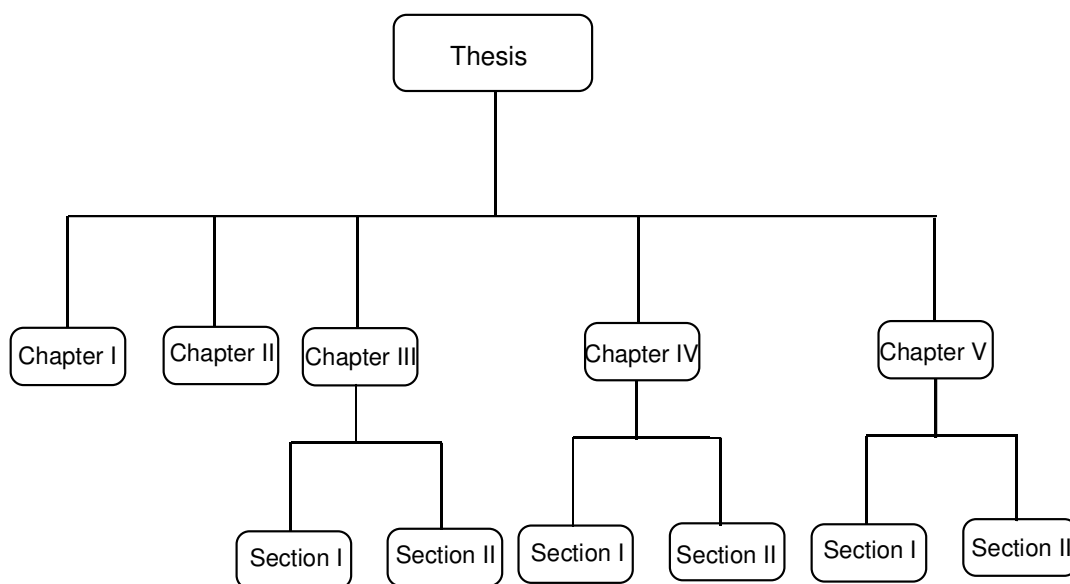 Thesis
Chapter I
Chapter II
Chapter III
Chapter IV
Chapter V
Section I
Section II
Section I
Section II
Section I
Section II